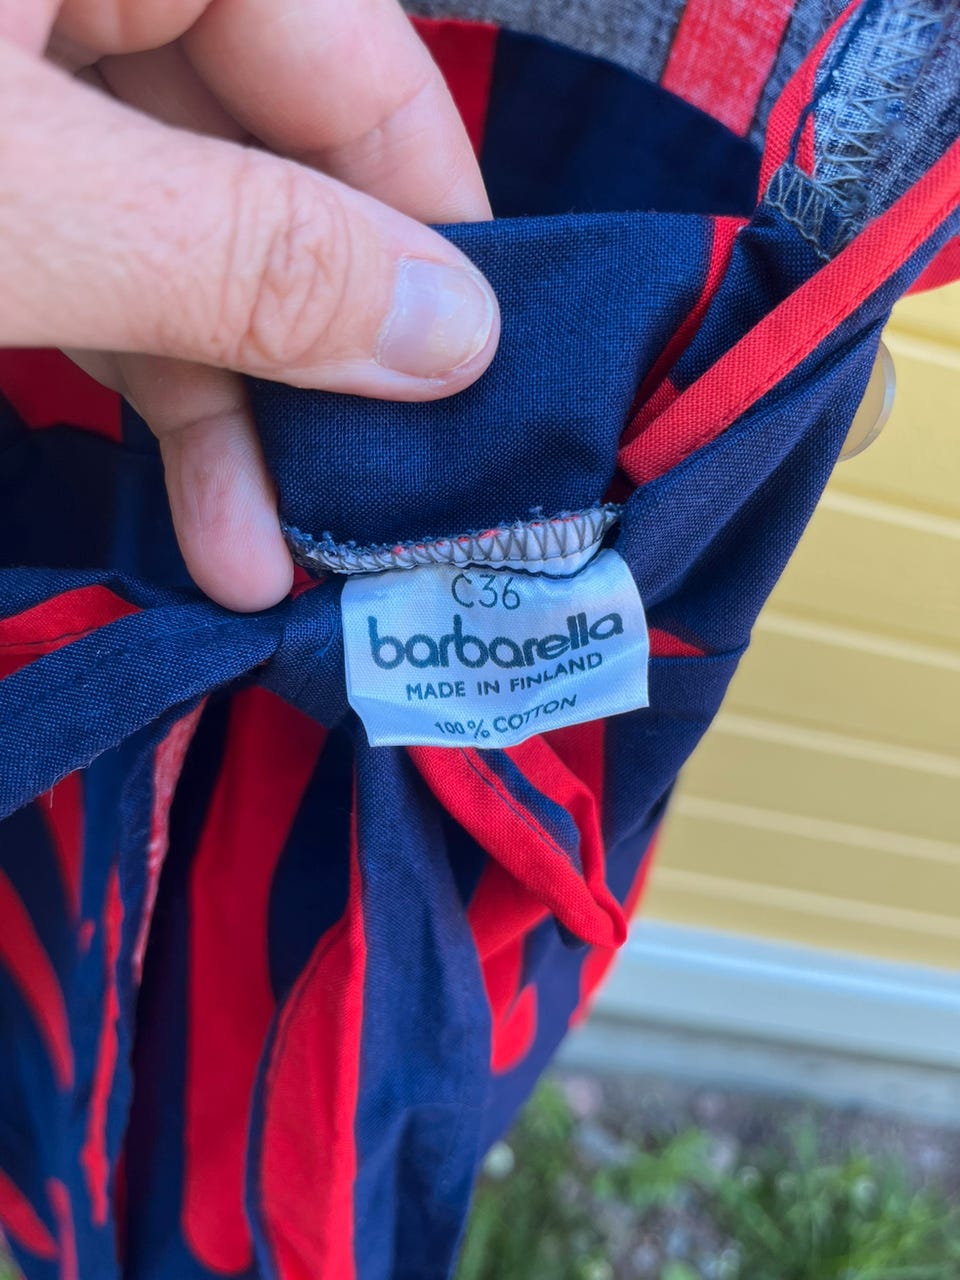 C36
barbarella
MADE IN FINLAND
100% COTTON